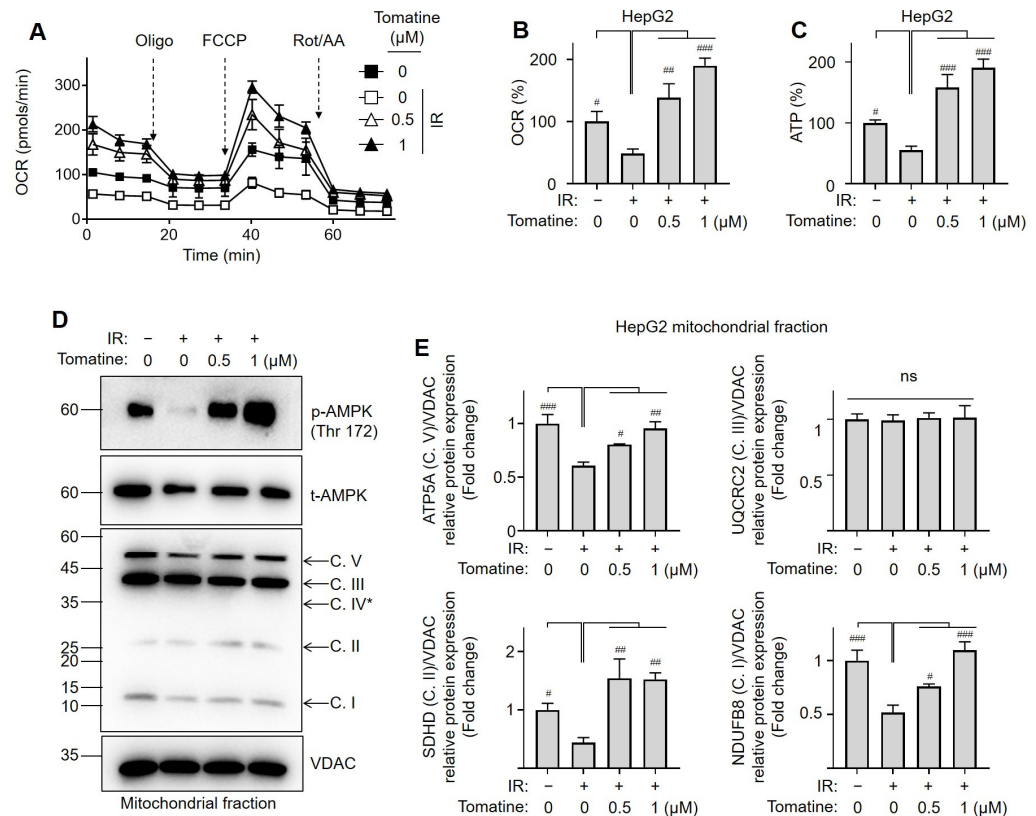 A
Tomatine
(μM)
Oligo
FCCP
Rot/AA
0
0
0.5
1
IR
OCR (pmols/min)
300
200
100
0
0
20
40
60
Time (min)
B
HepG2
OCR (%)
200
100
0
#
##
###
IR:
–
+
+
+
Tomatine:
0
0
0.5
1 (μM)
C
HepG2
ATP (%)
200
100
0
#
###
###
IR:
–
+
+
+
Tomatine:
0
0
0.5
1 (μM)
D
IR:
–
+
+
+
Tomatine:
0
0
0.5
1 (μM)
60
p-AMPK
(Thr 172)
60
t-AMPK
60
45
35
25
20
15
10
C. V
C. III
C. IV*
C. II
C. I
35
VDAC
Mitochondrial fraction
E
HepG2 mitochondrial fraction
ATP5A (C. V)/VDAC
relative protein expression
(Fold change)
1
0.5
0
###
#
##
IR:
–
+
+
+
Tomatine:
0
0
0.5
1 (μM)
UQCRC2 (C. III)/VDAC
relative protein expression
(Fold change)
1
0.5
ns
IR:
–
+
+
+
Tomatine:
0
0
0.5
1 (μM)
SDHD (C. II)/VDAC
relative protein expression
(Fold change)
2
1
#
##
##
IR:
–
+
+
+
Tomatine:
0
0
0.5
1 (μM)
NDUFB8 (C. I)/VDAC
relative protein expression
(Fold change)
1
0.5
###
#
###
IR:
–
+
+
+
Tomatine:
0
0
0.5
1 (μM)